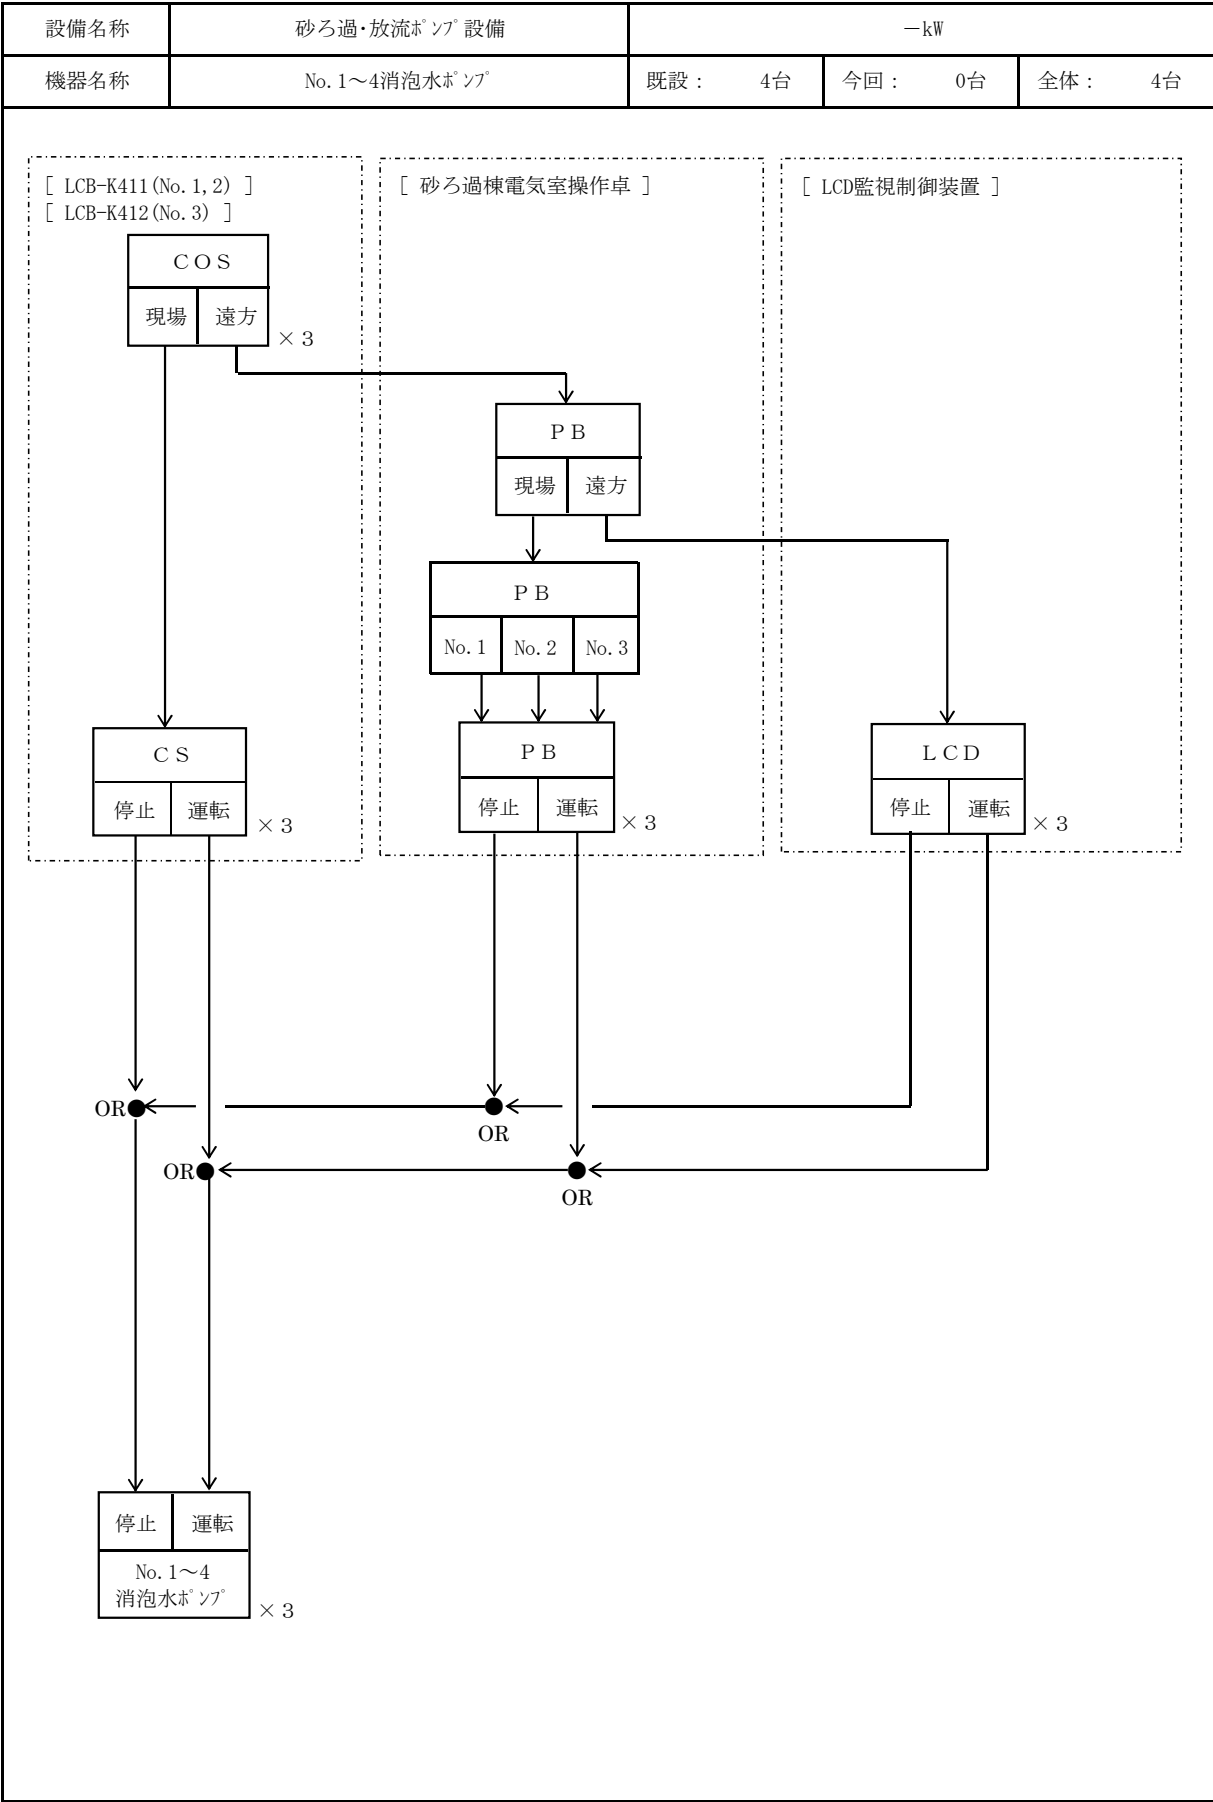 設備名称 砂ろ過・放流ﾎﾟﾝﾌﾟ設備 －kW
機器名称 No.1～4消泡水ﾎﾟﾝﾌﾟ 既設： 4台 今回： 0台 全体： 4台
[ LCB-K411(No.1,2) ]
[ LCB-K412(No.3) ]
[ 砂ろ過棟電気室操作卓 ]
[ LCD監視制御装置 ]
ＣＯＳ
現場 遠方
×３
ＰＢ
現場 遠方
ＰＢ
No.1 No.2 No.3
ＣＳ
停止 運転
×３
ＰＢ
停止 運転
×３
ＬＣＤ
停止 運転
×３
OR
OR
OR
OR
停止 運転
No.1～4
消泡水ﾎﾟﾝﾌﾟ
×３